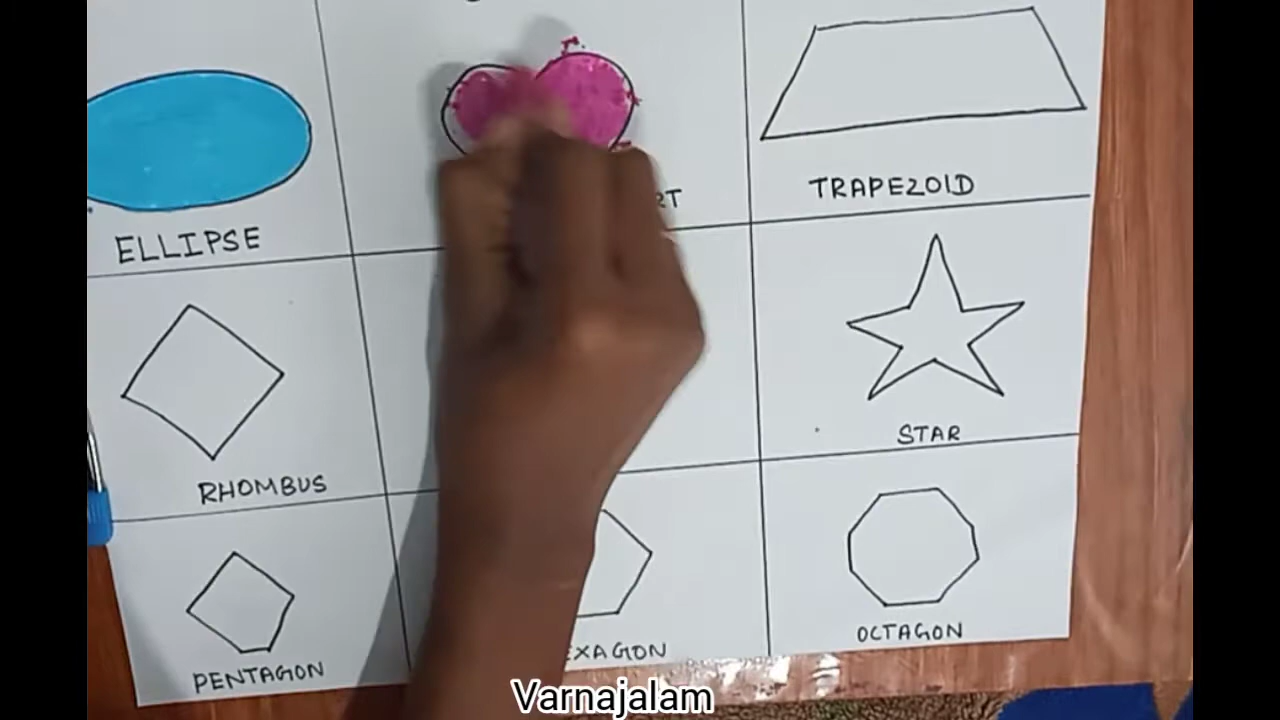 TRAPEZOID
ELLIPSE
STAR
RHOMBUS
OCTAGON
PENTAGON
Varnajalam